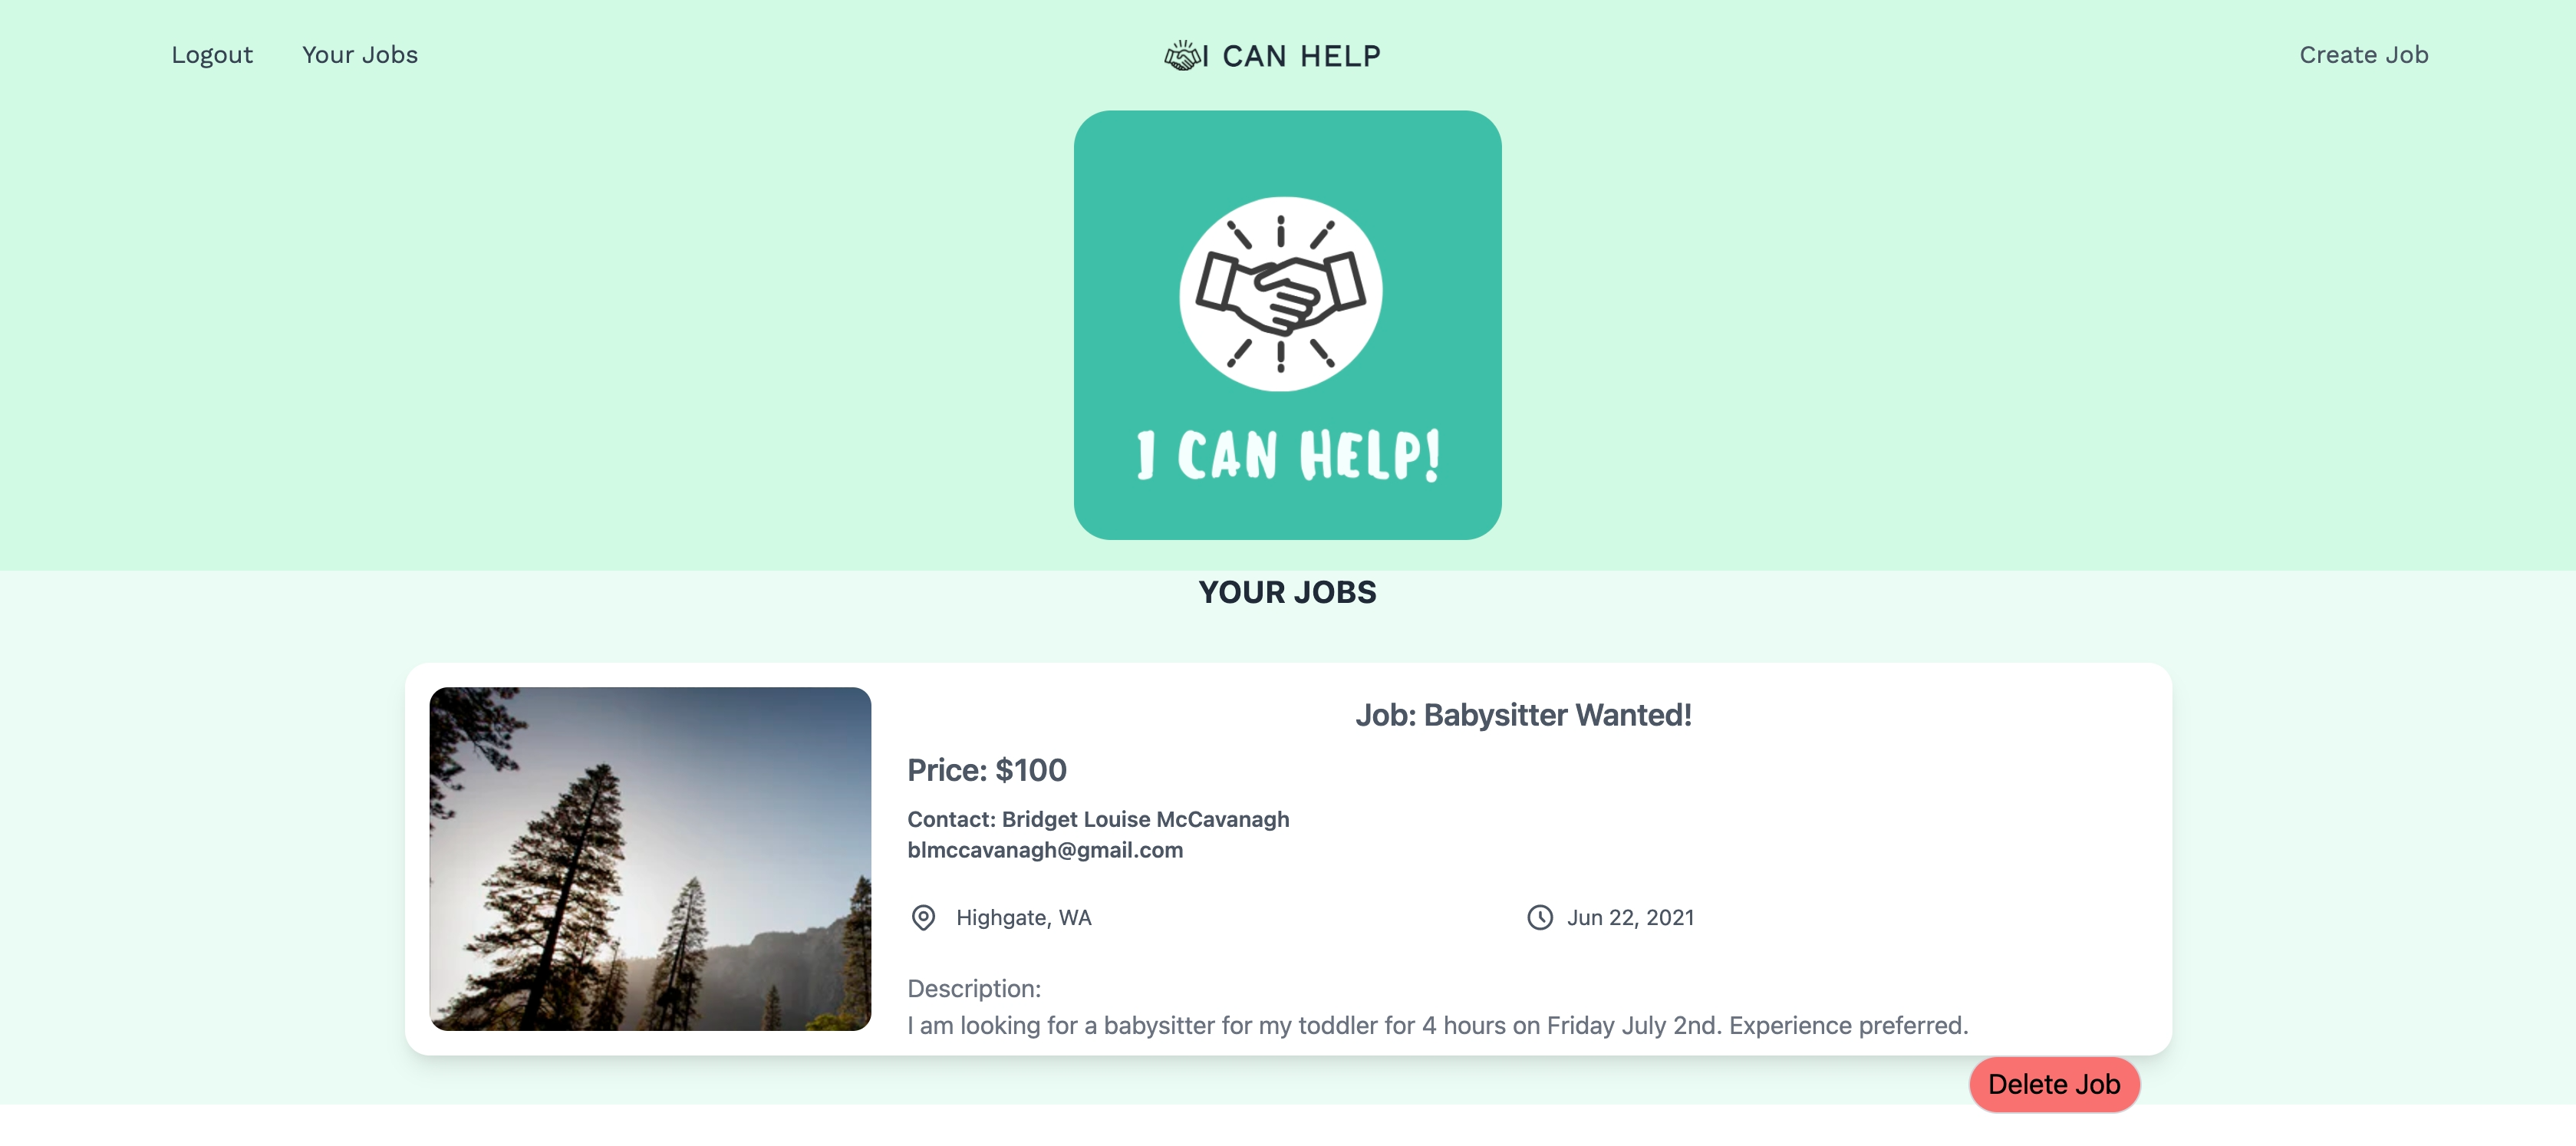 Logout Your Jobs I CAN HELP Create Job
I CAN HELP!
YOUR JOBS
Job: Babysitter Wanted!
Price: $100
Contact: Bridget Louise McCavanagh
blmccavanagh@gmail.com
Highgate, WA Jun 22, 2021
Description:
I am looking for a babysitter for my toddler for 4 hours on Friday July 2nd. Experience preferred.
Delete Job